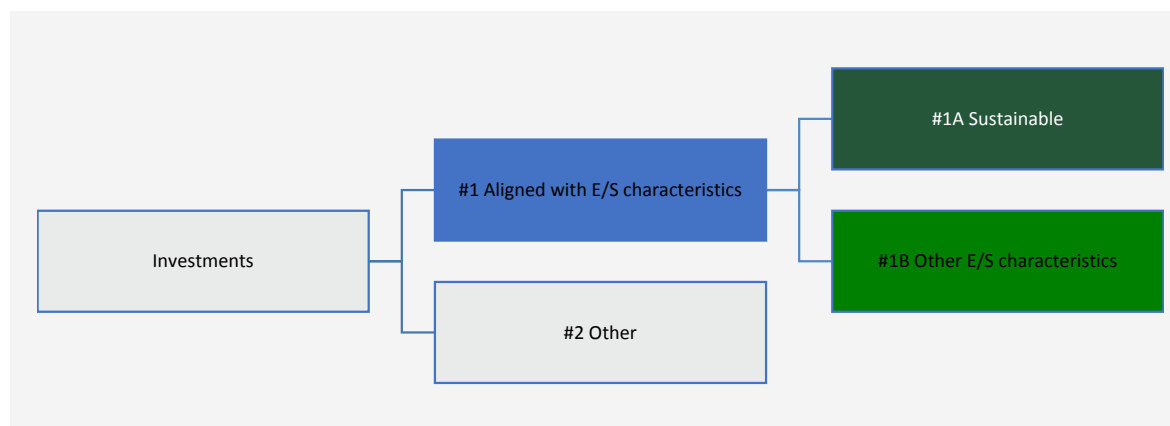 #1A Sustainable
#1 Aligned with E/S characteristics
Investments
#1B Other E/S characteristics
#2 Other